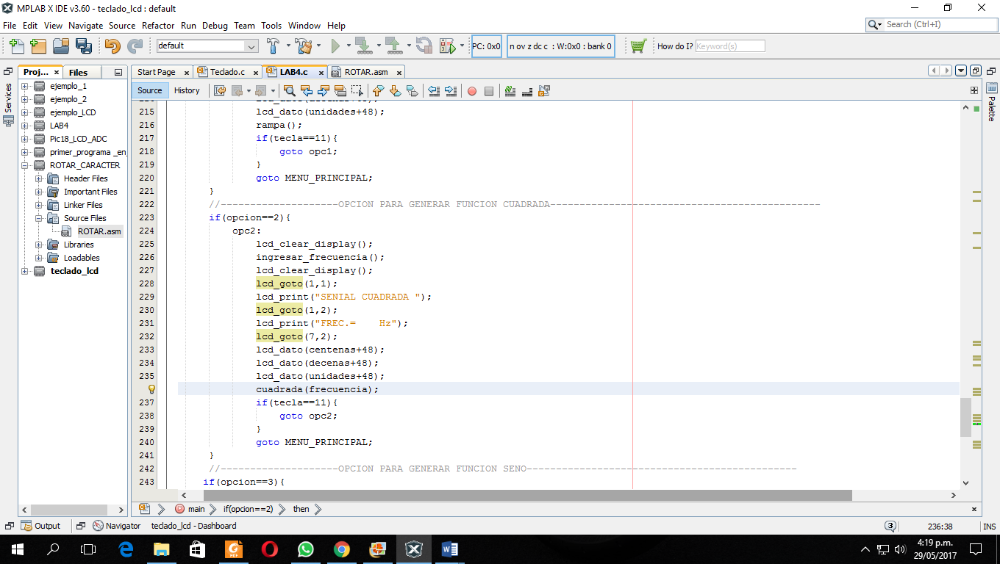 MPLAB X IDE v3.60 - teclado_lcd : default
File Edit View Navigate Source Refactor Run Debug Team Tools Window Help
Search (Ctrl+I)
default
PC: 0x0
n ov z dc c : W:0x0 : bank 0
How do I?
Keyword(s)
Proj... × Files
Start Page × Teclado.c × LAB4.c × ROTAR.asm ×
Services
Palette
Source History
ejemplo_1
ejemplo_2
ejemplo_LCD
LAB4
Pic18_LCD_ADC
primer_programa _en_
ROTAR_CARACTER
Header Files
Important Files
Linker Files
Source Files
ROTAR.asm
Libraries
Loadables
teclado_lcd
215 lcd_dato(unidades+48);
216 rampa();
217 if(tecla==11){
218 goto opc1;
219 }
220 goto MENU_PRINCIPAL;
221 }
222 //--------------------OPCION PARA GENERAR FUNCION CUADRADA----------------------------------------------
223 if(opcion==2){
224 opc2:
225 lcd_clear_display();
226 ingresar_frecuencia();
227 lcd_clear_display();
228 lcd_goto(1,1);
229 lcd_print("SENIAL CUADRADA ");
230 lcd_goto(1,2);
231 lcd_print("FREC.=    Hz");
232 lcd_goto(7,2);
233 lcd_dato(centenas+48);
234 lcd_dato(decenas+48);
235 lcd_dato(unidades+48);
cuadrada(frecuencia);
237 if(tecla==11){
238 goto opc2;
239 }
240 goto MENU_PRINCIPAL;
241 }
242 //--------------------OPCION PARA GENERAR FUNCION SENO----------------------------------------------
243 if(opcion==3){
main if(opcion==2) then
Output Navigator teclado_lcd - Dashboard
3
236:38
INS
4:19 p.m.
29/05/2017